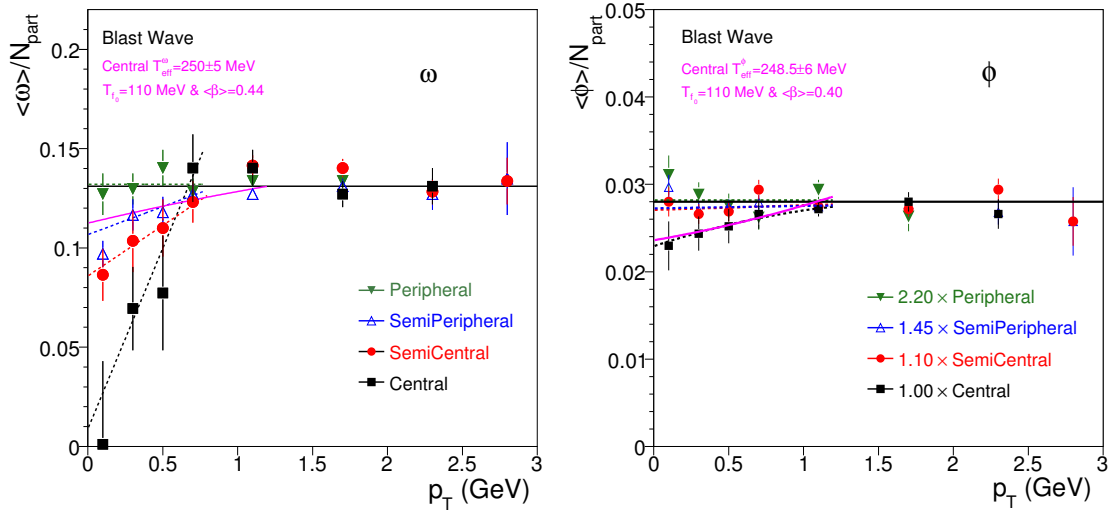 <ω>/N_part
0.2
0.15
0.1
0.05
0
Blast Wave
Central T_eff^ω=250±5 MeV
T_f₀=110 MeV & <β>=0.44
ω
Peripheral
SemiPeripheral
SemiCentral
Central
0 0.5 1 1.5 2 2.5 3
p_T (GeV)
<ϕ>/N_part
0.05
0.04
0.03
0.02
0.01
0
Blast Wave
Central T_eff^ϕ=248.5±6 MeV
T_f₀=110 MeV & <β>=0.40
ϕ
2.20 × Peripheral
1.45 × SemiPeripheral
1.10 × SemiCentral
1.00 × Central
0 0.5 1 1.5 2 2.5 3
p_T (GeV)